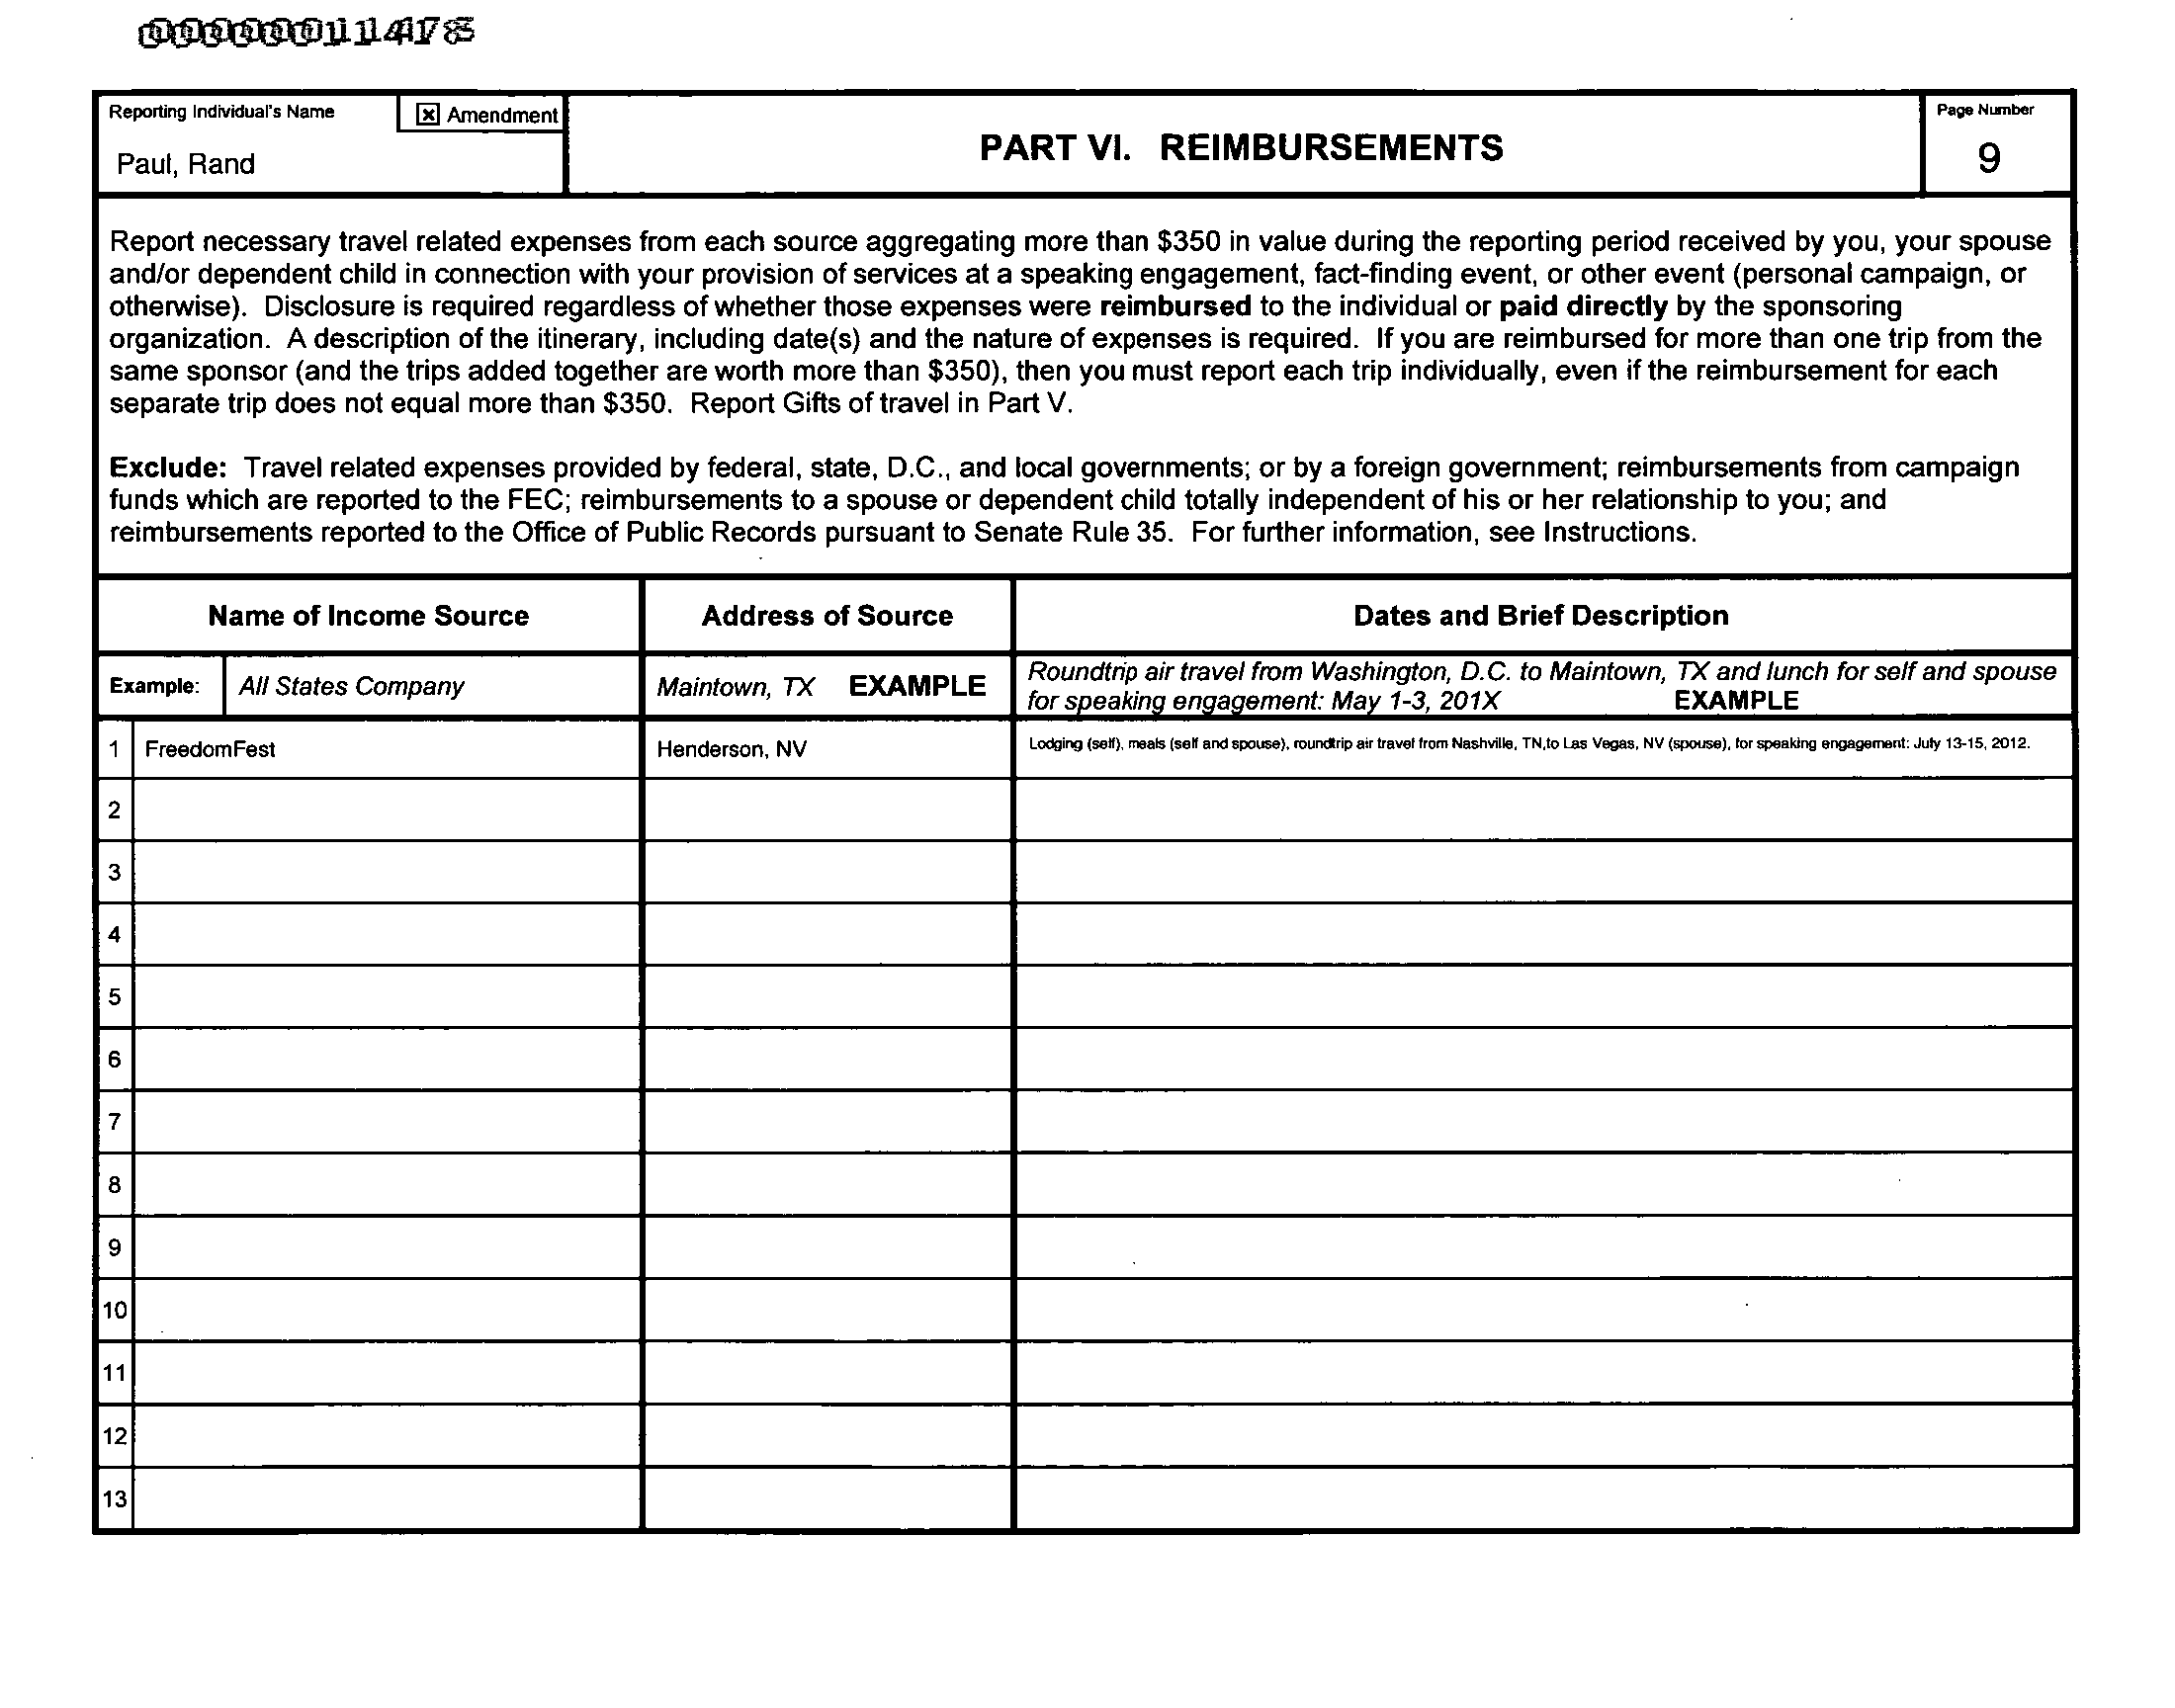 00000011478
Reporting Individual's Name
Amendment
Page Number
Paul, Rand
PART VI. REIMBURSEMENTS
9
Report necessary travel related expenses from each source aggregating more than $350 in value during the reporting period received by you, your spouse
and/or dependent child in connection with your provision of services at a speaking engagement, fact-finding event, or other event (personal campaign, or
otherwise). Disclosure is required regardless of whether those expenses were reimbursed to the individual or paid directly by the sponsoring
organization. A description of the itinerary, including date(s) and the nature of expenses is required. If you are reimbursed for more than one trip from the
same sponsor (and the trips added together are worth more than $350), then you must report each trip individually, even if the reimbursement for each
separate trip does not equal more than $350. Report Gifts of travel in Part V.
Exclude: Travel related expenses provided by federal, state, D.C., and local governments; or by a foreign government; reimbursements from campaign
funds which are reported to the FEC; reimbursements to a spouse or dependent child totally independent of his or her relationship to you; and
reimbursements reported to the Office of Public Records pursuant to Senate Rule 35. For further information, see Instructions.
Name of Income Source
Address of Source
Dates and Brief Description
Example:
All States Company
Maintown, TX EXAMPLE
Roundtrip air travel from Washington, D.C. to Maintown, TX and lunch for self and spouse
for speaking engagement: May 1-3, 201X EXAMPLE
1
FreedomFest
Henderson, NV
Lodging (self), meals (self and spouse), roundtrip air travel from Nashville, TN,to Las Vegas, NV (spouse), for speaking engagement: July 13-15, 2012.
2
3
4
5
6
7
8
9
10
11
12
13